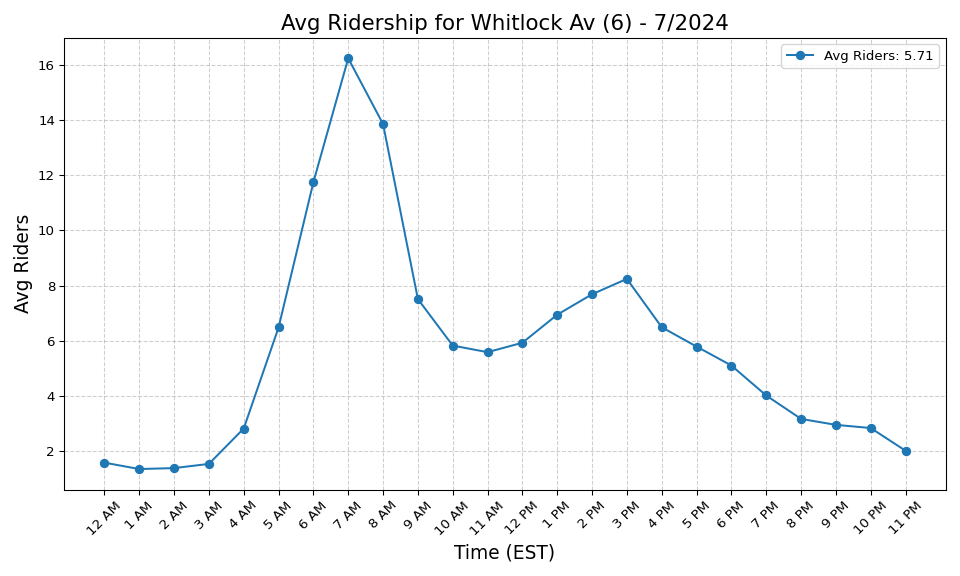 Avg Ridership for Whitlock Av (6) - 7/2024
Avg Riders: 5.71
Avg Riders
16
14
12
10
8
6
4
2
12 AM
1 AM
2 AM
3 AM
4 AM
5 AM
6 AM
7 AM
8 AM
9 AM
10 AM
11 AM
12 PM
1 PM
2 PM
3 PM
4 PM
5 PM
6 PM
7 PM
8 PM
9 PM
10 PM
11 PM
Time (EST)